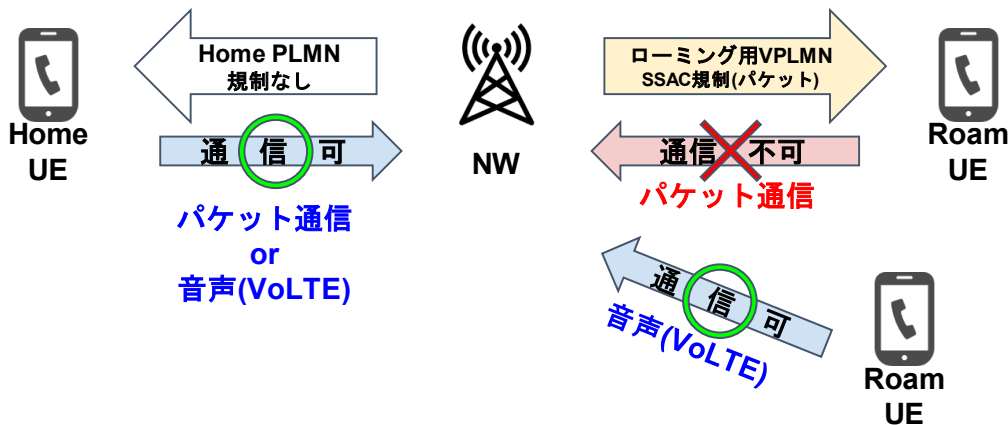 Home PLMN
規制なし
Home
UE
通 信 可
パケット通信
or
音声(VoLTE)
NW
ローミング用VPLMN
SSAC規制(パケット)
Roam
UE
通信 不可
パケット通信
通 信 可
音声(VoLTE)
Roam
UE